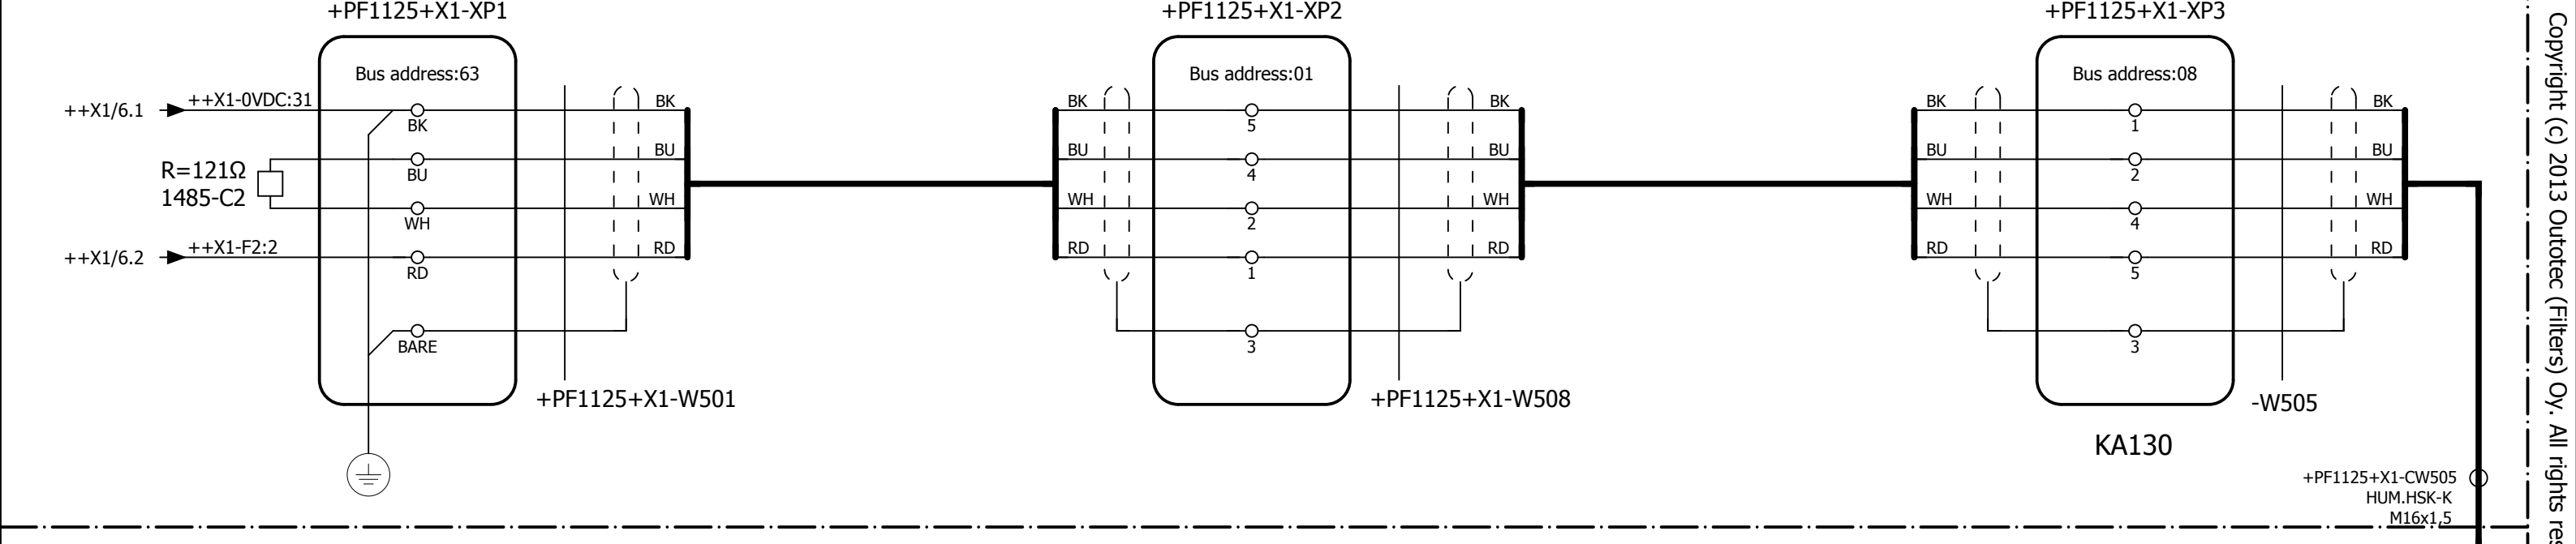 +PF1125+X1-XP1
+PF1125+X1-XP2
+PF1125+X1-XP3
Bus address:63
Bus address:01
Bus address:08
++X1/6.1
++X1-0VDC:31
BK
BK
BK
5
BK
BK
1
BK
R=121Ω
1485-C2
BU
BU
BU
4
BU
BU
2
BU
WH
WH
WH
2
WH
WH
4
WH
++X1/6.2
++X1-F2:2
RD
RD
RD
1
RD
RD
5
RD
BARE
3
3
+PF1125+X1-W501
+PF1125+X1-W508
-W505
KA130
+PF1125+X1-CW505
HUM.HSK-K
M16x1,5
Copyright (c) 2013 Outotec (Filters) Oy. All rights res